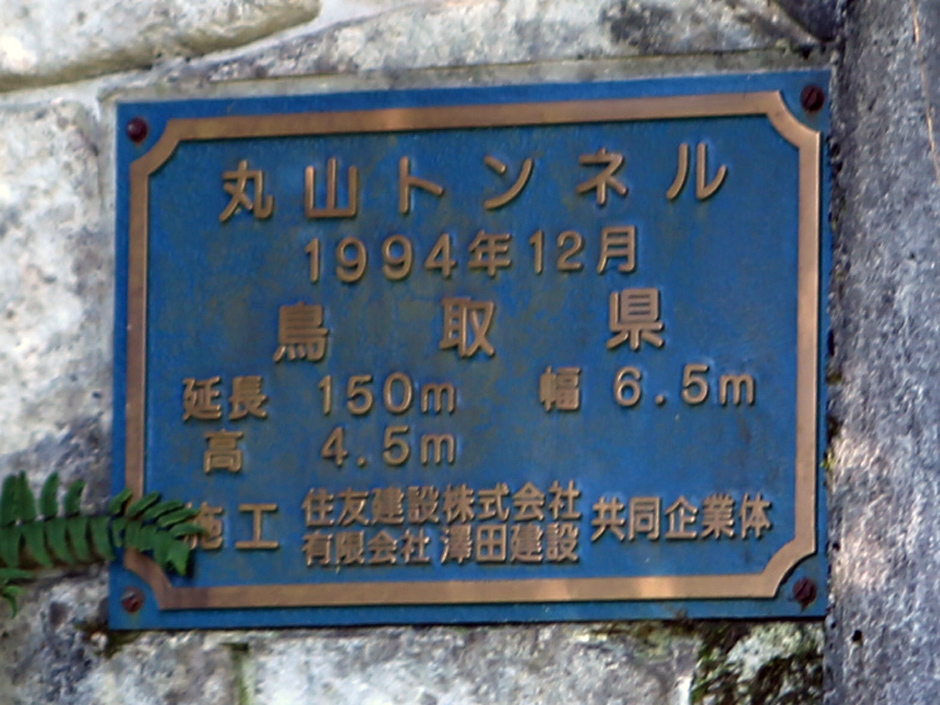 丸山トンネル
1994年12月
鳥取県
延長 150m 幅 6.5m
高 4.5m
施工 住友建設株式会社 共同企業体
有限会社 澤田建設